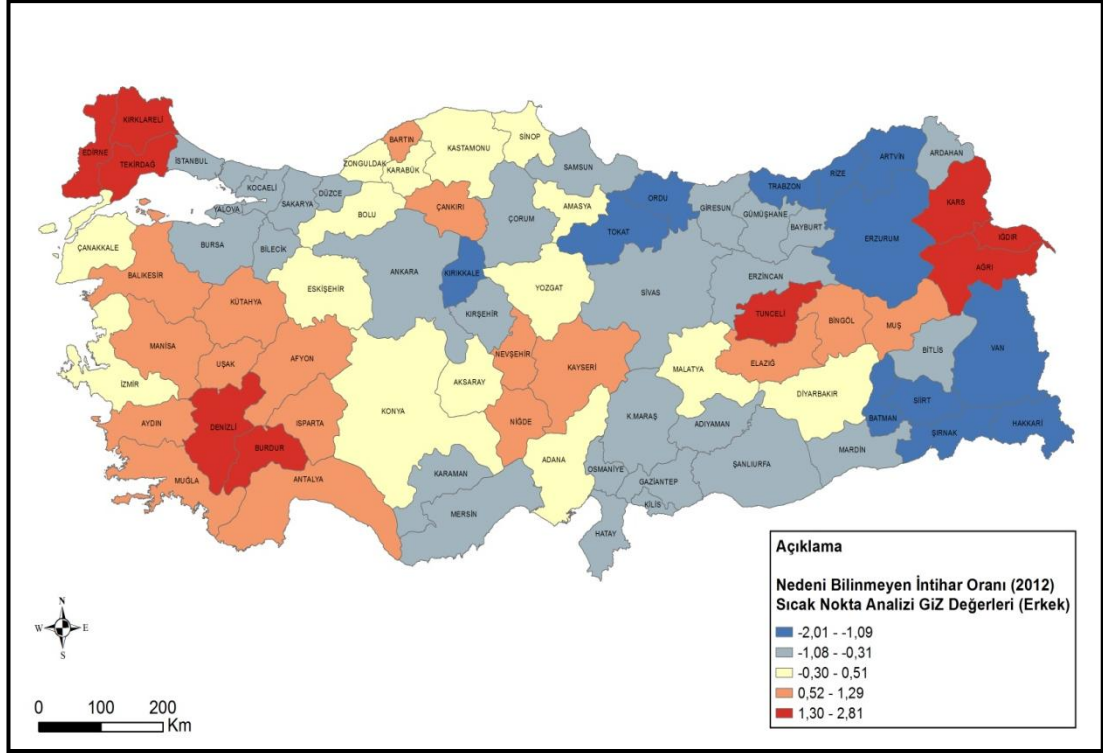 KIRKLARELİ
EDİRNE
TEKİRDAĞ
İSTANBUL
KOCAELİ
YALOVA
SAKARYA
DÜZCE
ZONGULDAK
BARTIN
KARABÜK
KASTAMONU
SİNOP
SAMSUN
BOLU
ÇANKIRI
ÇORUM
AMASYA
ORDU
TOKAT
GİRESUN
TRABZON
GÜMÜŞHANE
BAYBURT
RİZE
ARTVİN
ARDAHAN
KARS
IĞDIR
AĞRI
ERZURUM
ERZİNCAN
ÇANAKKALE
BALIKESİR
BURSA
BİLECİK
KÜTAHYA
ESKİŞEHİR
ANKARA
KIRIKKALE
KIRŞEHİR
YOZGAT
SİVAS
TUNCELİ
BİNGÖL
MUŞ
ELAZIĞ
BİTLİS
VAN
MANİSA
UŞAK
AFYON
İZMİR
AYDIN
DENİZLİ
BURDUR
ISPARTA
MUĞLA
ANTALYA
KONYA
AKSARAY
NEVŞEHİR
NİĞDE
KAYSERİ
MALATYA
DİYARBAKIR
BATMAN
SİİRT
ŞIRNAK
HAKKARİ
MARDİN
ŞANLIURFA
ADIYAMAN
K.MARAŞ
ADANA
OSMANİYE
GAZİANTEP
KİLİS
HATAY
KARAMAN
MERSİN
Açıklama
Nedeni Bilinmeyen İntihar Oranı (2012)
Sıcak Nokta Analizi GiZ Değerleri (Erkek)
-2,01 - -1,09
-1,08 - -0,31
-0,30 - 0,51
0,52 - 1,29
1,30 - 2,81
N
W E
S
0 100 200
Km